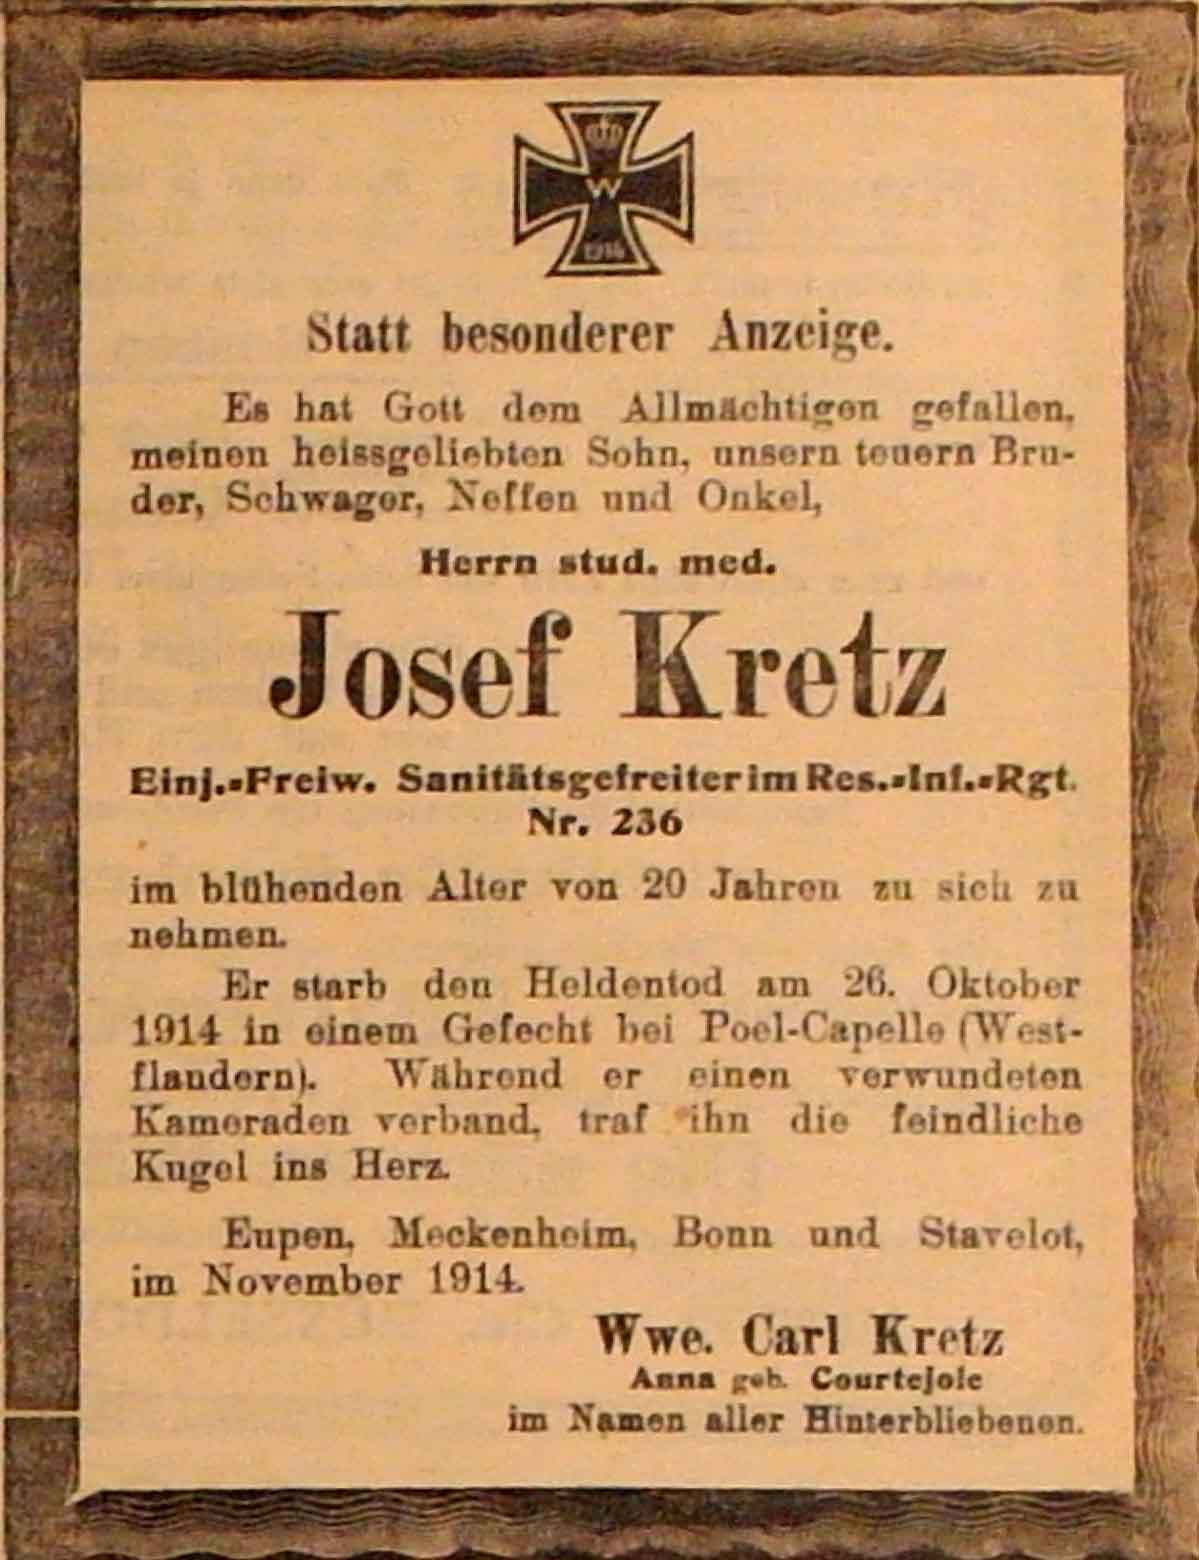 W
1914
Statt besonderer Anzeige.
Es hat Gott dem Allmächtigen gefallen,
meinen heissgeliebten Sohn, unsern teuern Bru-
der, Schwager, Neffen und Onkel,
Herrn stud. med.
Josef Kretz
Einj.-Freiw. Sanitätsgefreiter im Res.-Inf.-Rgt.
Nr. 236
im blühenden Alter von 20 Jahren zu sich zu
nehmen.
Er starb den Heldentod am 26. Oktober
1914 in einem Gefecht bei Poel-Capelle (West-
flandern). Während er einen verwundeten
Kameraden verband, traf ihn die feindliche
Kugel ins Herz.
Eupen, Meckenheim, Bonn und Stavelot,
im November 1914.
Wwe. Carl Kretz
Anna geb. Courtejoie
im Namen aller Hinterbliebenen.